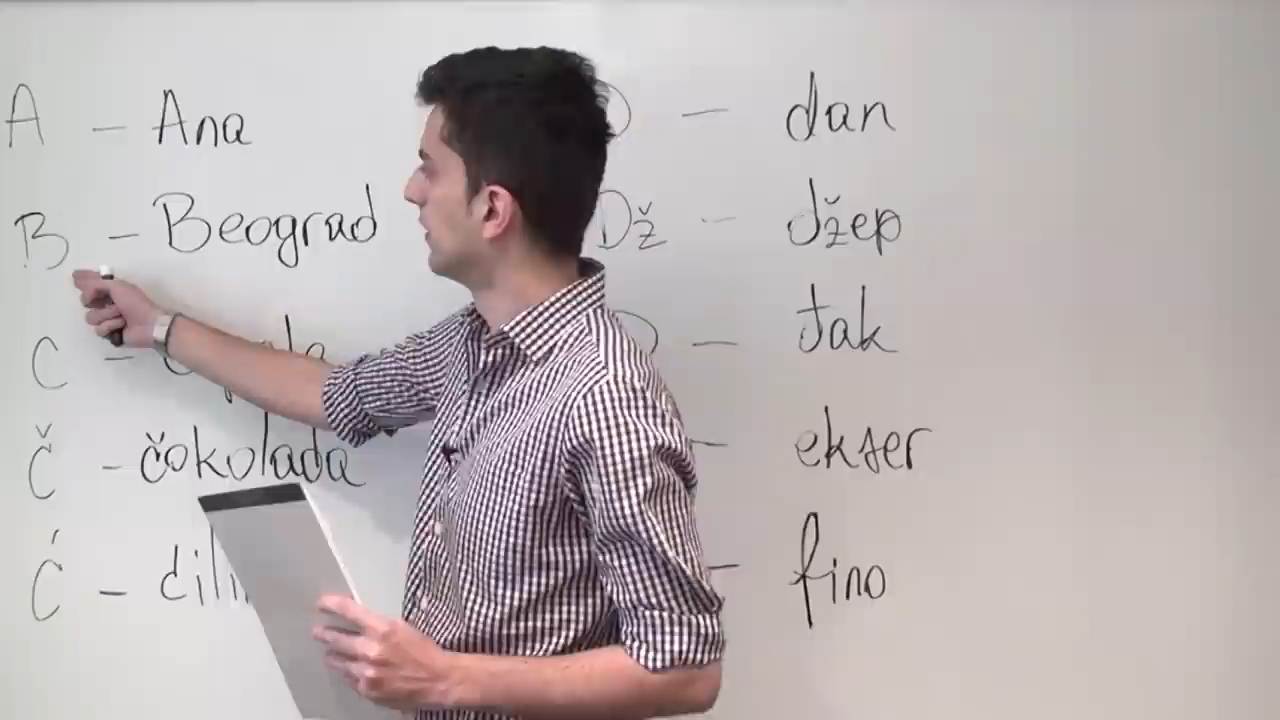 A – Ana
B – Beograd
C –
Č – čokolada
Ć –
– dan
Dž – džep
– đak
– ekser
– fino